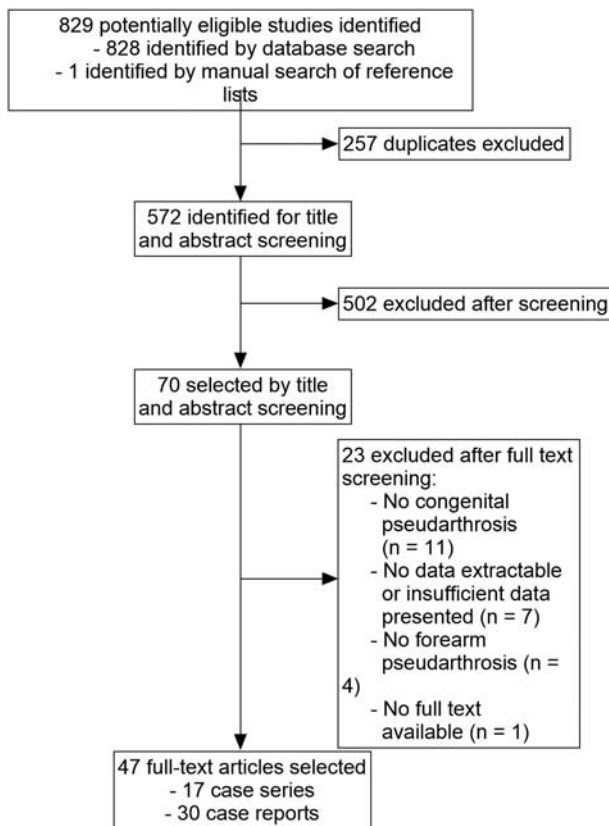 829 potentially eligible studies identified
- 828 identified by database search
- 1 identified by manual search of reference
lists
257 duplicates excluded
572 identified for title
and abstract screening
502 excluded after screening
70 selected by title
and abstract screening
23 excluded after full text
screening:
- No congenital
pseudarthrosis
(n = 11)
- No data extractable
or insufficient data
presented (n = 7)
- No forearm
pseudarthrosis (n =
4)
- No full text
available (n = 1)
47 full-text articles selected
- 17 case series
- 30 case reports